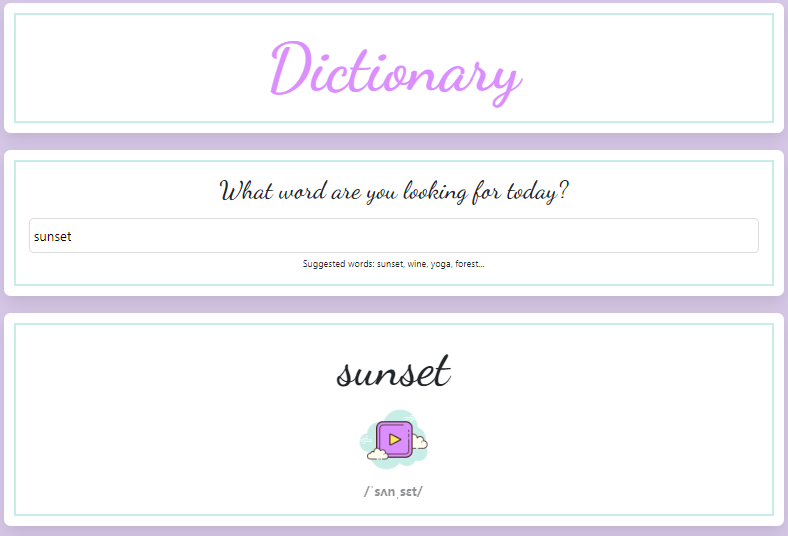 Dictionary
What word are you looking for today?
sunset
Suggested words: sunset, wine, yoga, forest...
sunset
/ˈsʌnˌsɛt/